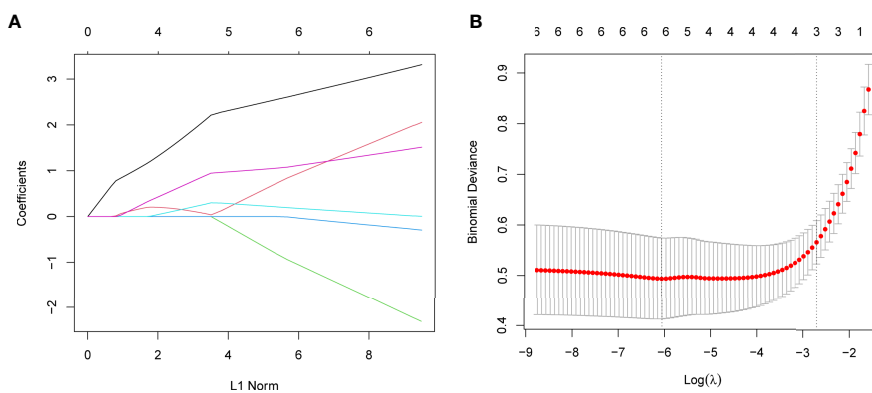 A
0 4 5 6 6
Coefficients
3
2
1
0
−1
−2
0 2 4 6 8
L1 Norm
B
6 6 6 6 6 6 6 5 4 4 4 4 3 3 1
Binomial Deviance
0.9
0.8
0.7
0.6
0.5
0.4
−9 −8 −7 −6 −5 −4 −3 −2
Log(λ)